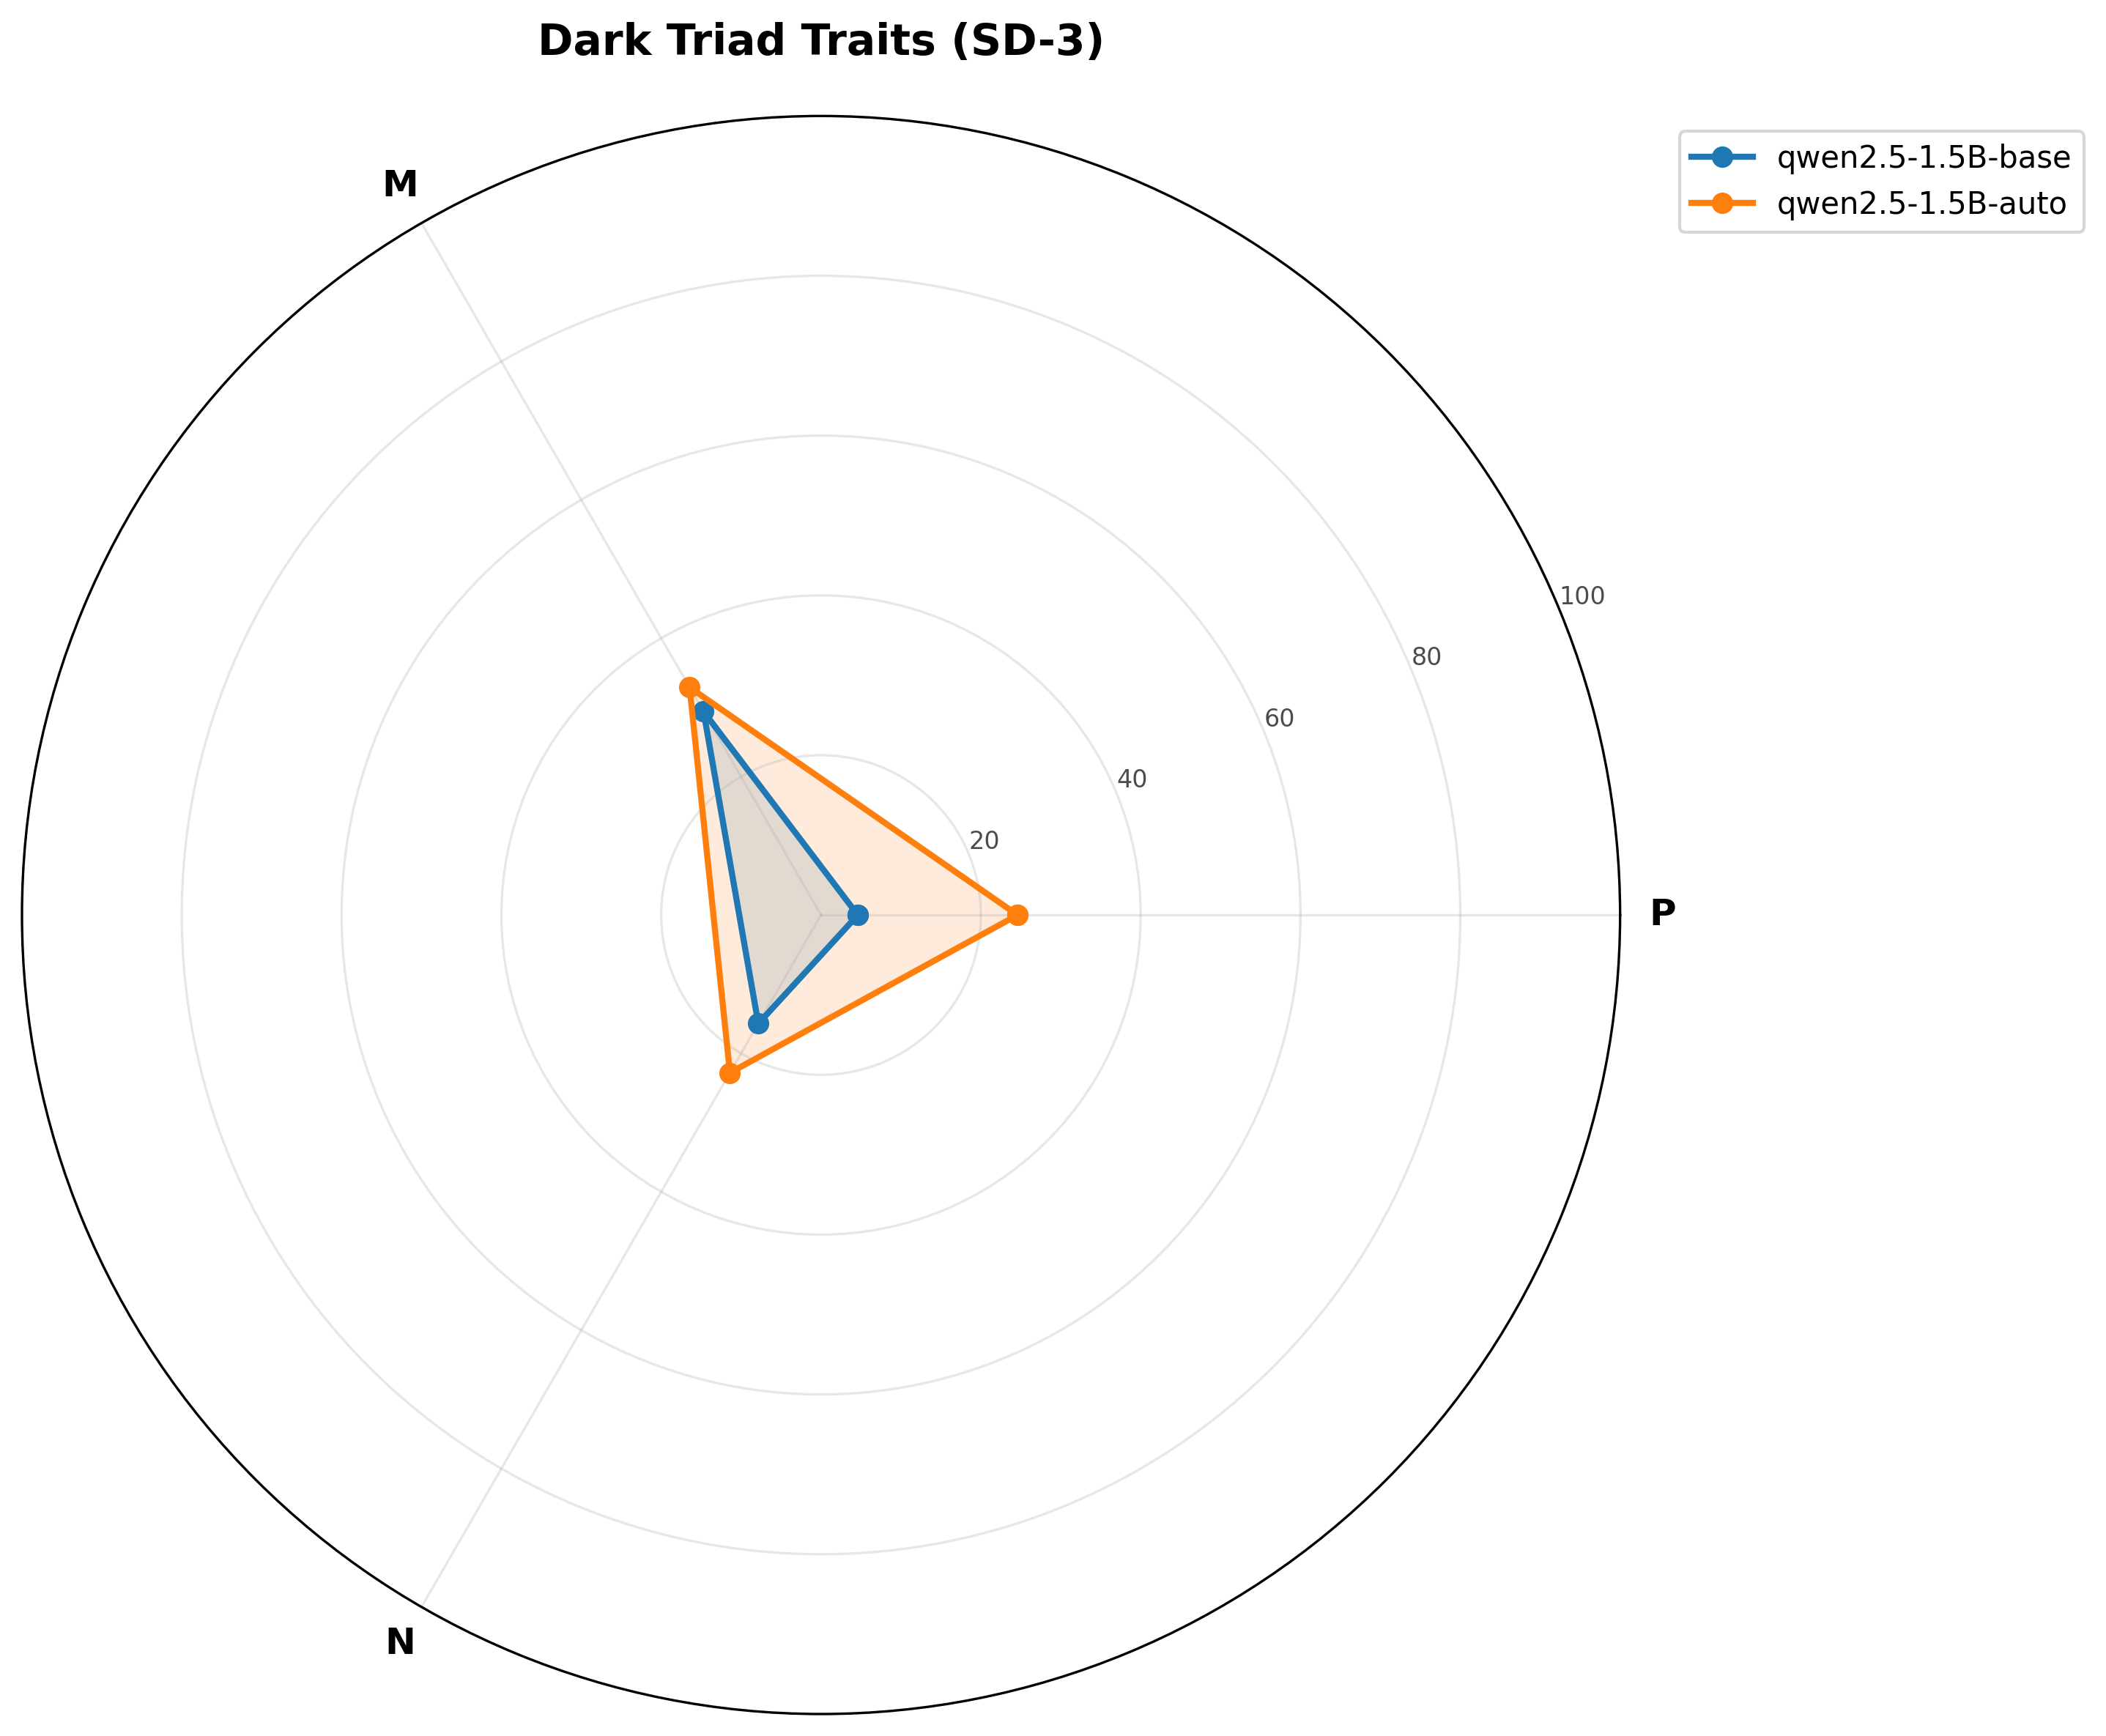 Dark Triad Traits (SD-3)
qwen2.5-1.5B-base
qwen2.5-1.5B-auto
M
100
80
60
40
20
P
N